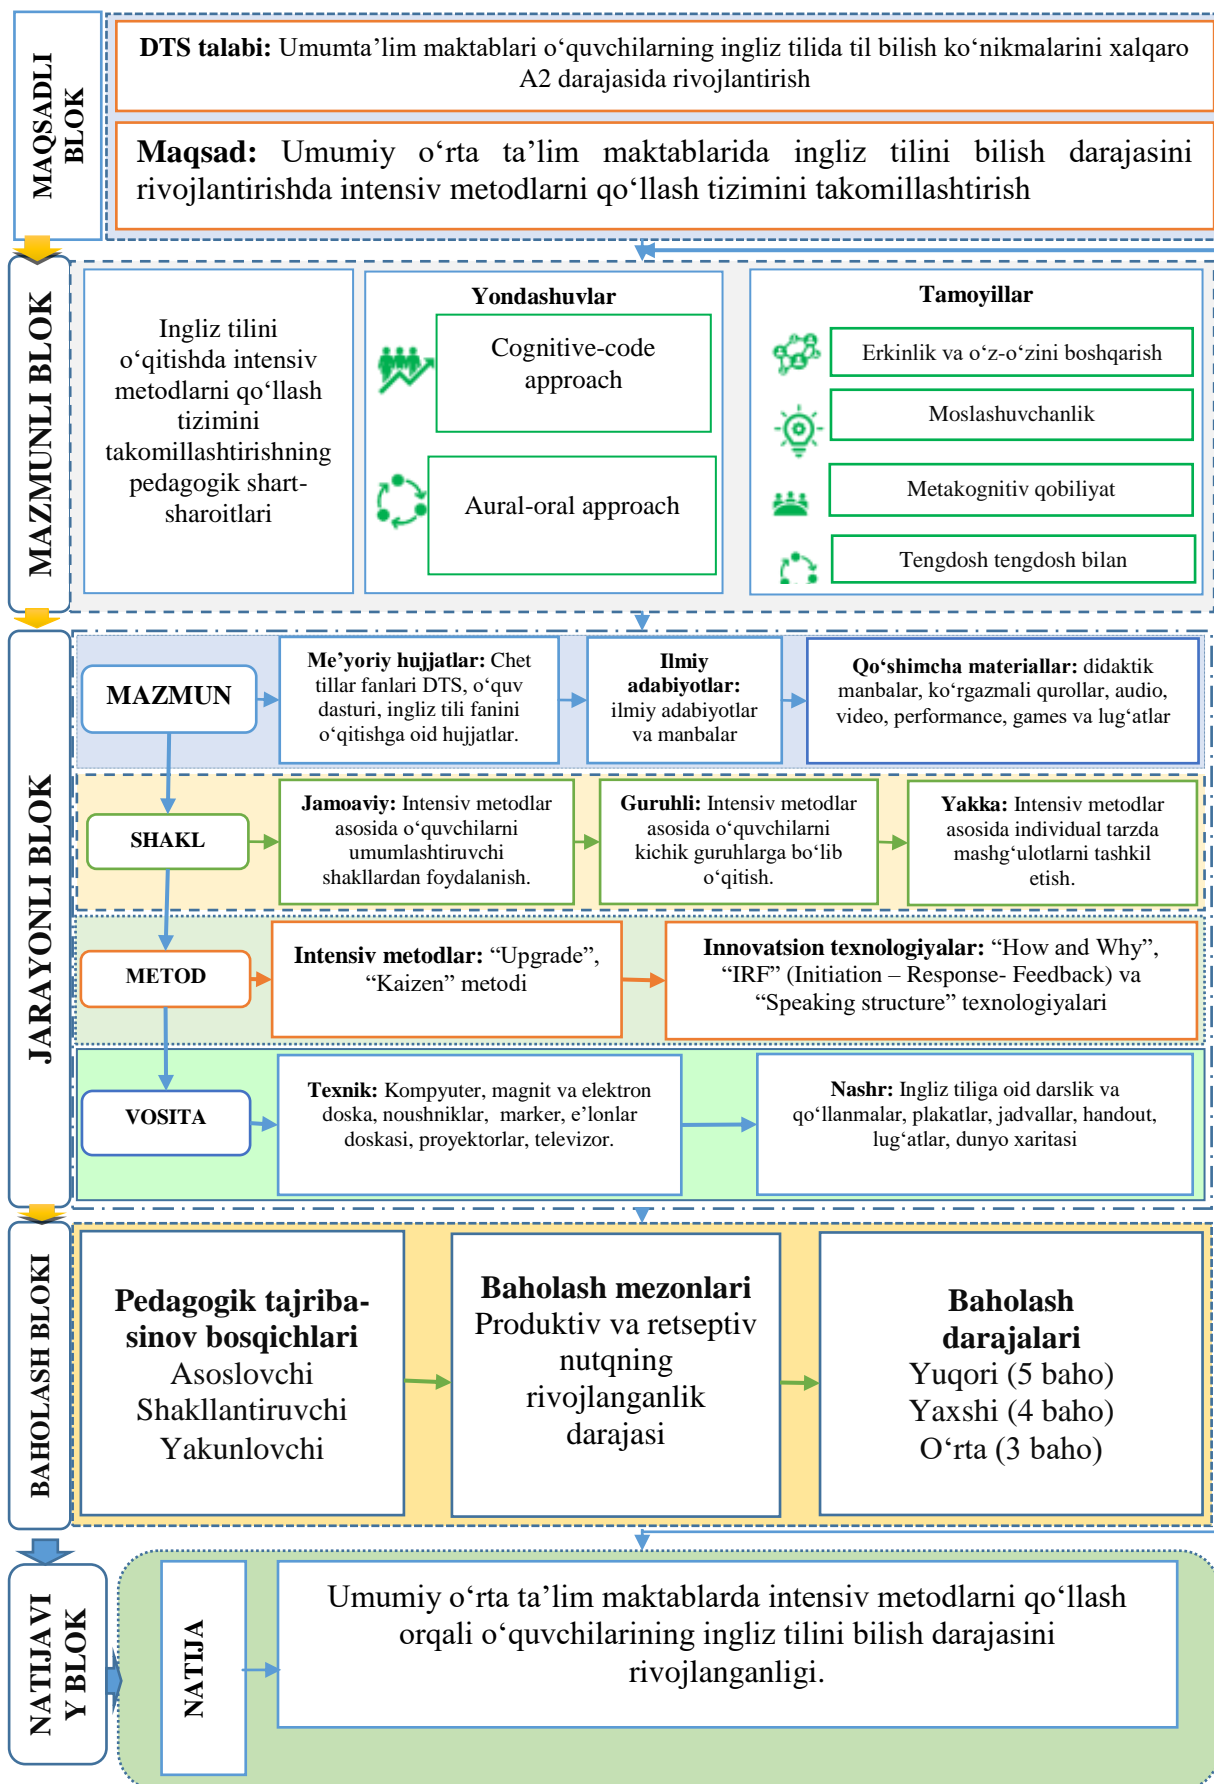 MAQSADLI
BLOK
DTS talabi: Umumta’lim maktablari o‘quvchilarning ingliz tilida til bilish ko‘nikmalarini xalqaro
A2 darajasida rivojlantirish
Maqsad: Umumiy o‘rta ta’lim maktablarida ingliz tilini bilish darajasini
rivojlantirishda intensiv metodlarni qo‘llash tizimini takomillashtirish
MAZMUNLI BLOK
Ingliz tilini
o‘qitishda intensiv
metodlarni qo‘llash
tizimini
takomillashtirishning
pedagogik shart-
sharoitlari
Yondashuvlar
Cognitive-code
approach
Aural-oral approach
Tamoyillar
Erkinlik va o‘z-o‘zini boshqarish
Moslashuvchanlik
Metakognitiv qobiliyat
Tengdosh tengdosh bilan
JARAYONLI BLOK
MAZMUN
Me’yoriy hujjatlar: Chet
tillar fanlari DTS, o‘quv
dasturi, ingliz tili fanini
o‘qitishga oid hujjatlar.
Ilmiy
adabiyotlar:
ilmiy adabiyotlar
va manbalar
Qo‘shimcha materiallar: didaktik
manbalar, ko‘rgazmali qurollar, audio,
video, performance, games va lug‘atlar
SHAKL
Jamoaviy: Intensiv metodlar
asosida o‘quvchilarni
umumlashtiruvchi
shakllardan foydalanish.
Guruhli: Intensiv metodlar
asosida o‘quvchilarni
kichik guruhlarga bo‘lib
o‘qitish.
Yakka: Intensiv metodlar
asosida individual tarzda
mashg‘ulotlarni tashkil
etish.
METOD
Intensiv metodlar: “Upgrade”,
“Kaizen” metodi
Innovatsion texnologiyalar: “How and Why”,
“IRF” (Initiation – Response- Feedback) va
“Speaking structure” texnologiyalari
VOSITA
Texnik: Kompyuter, magnit va elektron
doska, noushniklar, marker, e’lonlar
doskasi, proyektorlar, televizor.
Nashr: Ingliz tiliga oid darslik va
qo‘llanmalar, plakatlar, jadvallar, handout,
lug‘atlar, dunyo xaritasi
BAHOLASH BLOKI
Pedagogik tajriba-
sinov bosqichlari
Asoslovchi
Shakllantiruvchi
Yakunlovchi
Baholash mezonlari
Produktiv va retseptiv
nutqning
rivojlanganlik
darajasi
Baholash
darajalari
Yuqori (5 baho)
Yaxshi (4 baho)
O‘rta (3 baho)
NATIJAVI
Y BLOK
NATIJA
Umumiy o‘rta ta’lim maktablarda intensiv metodlarni qo‘llash
orqali o‘quvchilarining ingliz tilini bilish darajasini
rivojlanganligi.